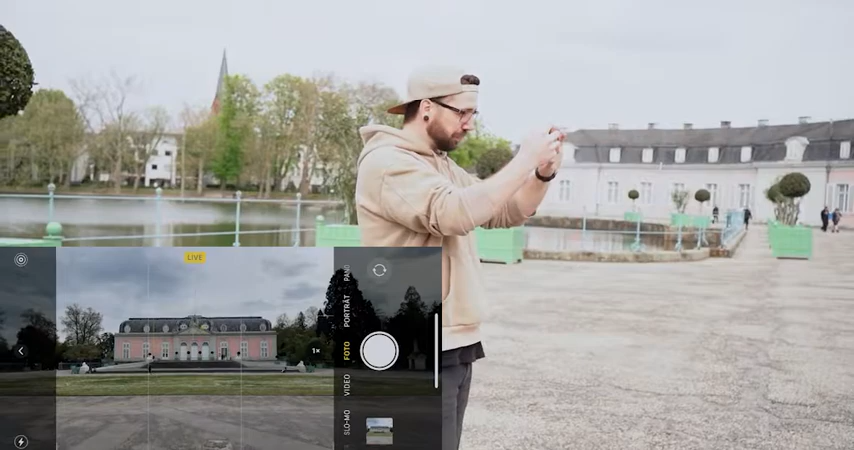 LIVE
PANO
PORTRÄT
1×
FOTO
VIDEO
SLO-MO